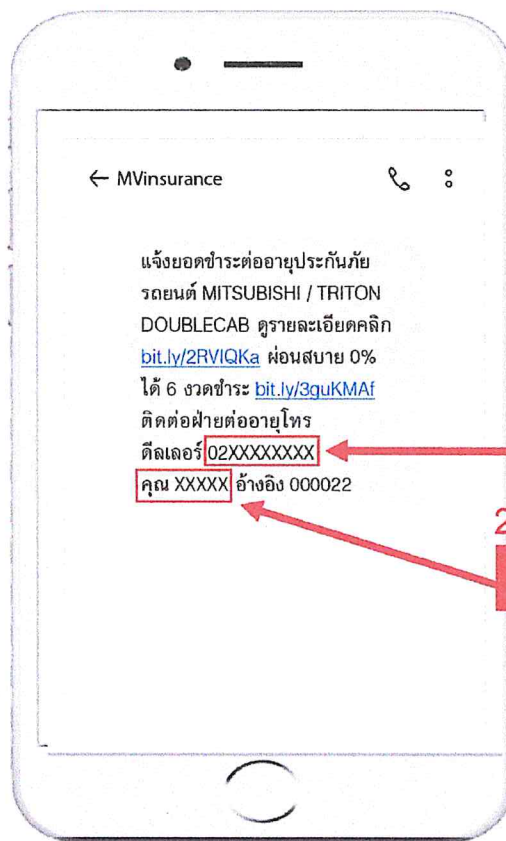 MVinsurance
แจ้งยอดชำระต่ออายุประกันภัย
รถยนต์ MITSUBISHI / TRITON
DOUBLECAB ดูรายละเอียดคลิก
bit.ly/2RVIQKa ผ่อนสบาย 0%
ได้ 6 งวดชำระ bit.ly/3guKMAf
ติดต่อฝ่ายต่ออายุโทร
ดีลเลอร์ 02XXXXXXXX
คุณ XXXXX อ้างอิง 000022
2